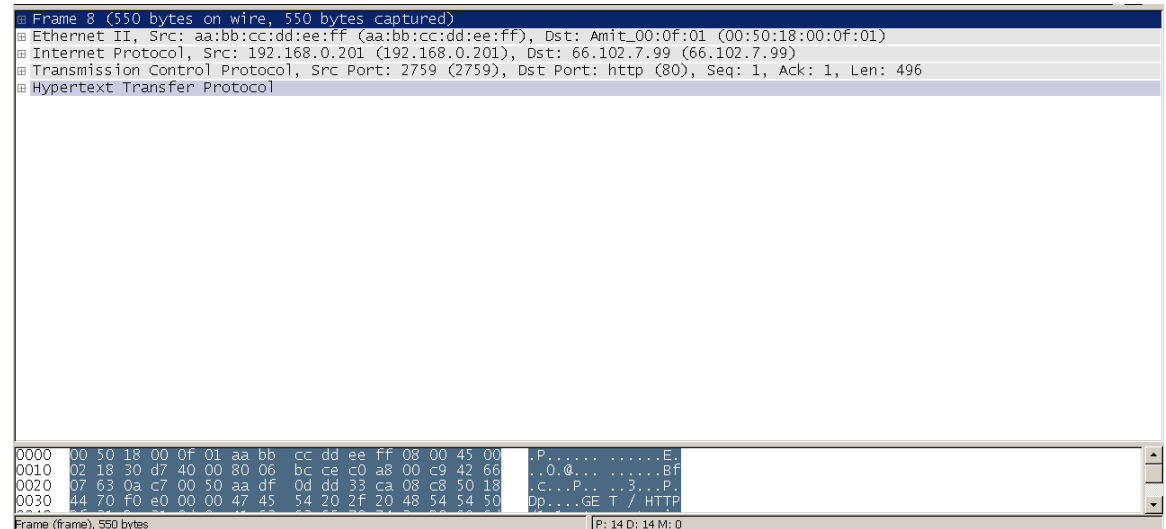 Frame 8 (550 bytes on wire, 550 bytes captured)
Ethernet II, Src: aa:bb:cc:dd:ee:ff (aa:bb:cc:dd:ee:ff), Dst: Amit_00:0f:01 (00:50:18:00:0f:01)
Internet Protocol, Src: 192.168.0.201 (192.168.0.201), Dst: 66.102.7.99 (66.102.7.99)
Transmission Control Protocol, Src Port: 2759 (2759), Dst Port: http (80), Seq: 1, Ack: 1, Len: 496
Hypertext Transfer Protocol
0000 00 50 18 00 0f 01 aa bb cc dd ee ff 08 00 45 00 .P...... ......E.
0010 02 18 30 d7 40 00 80 06 bc ce c0 a8 00 c9 42 66 ..0.@... ......Bf
0020 07 63 0a c7 00 50 aa df 0d dd 33 ca 08 c8 50 18 .c...P.. ..3...P.
0030 44 70 f0 e0 00 00 47 45 54 20 2f 20 48 54 54 50 Dp....GE T / HTTP
Frame (frame), 550 bytes P: 14 D: 14 M: 0